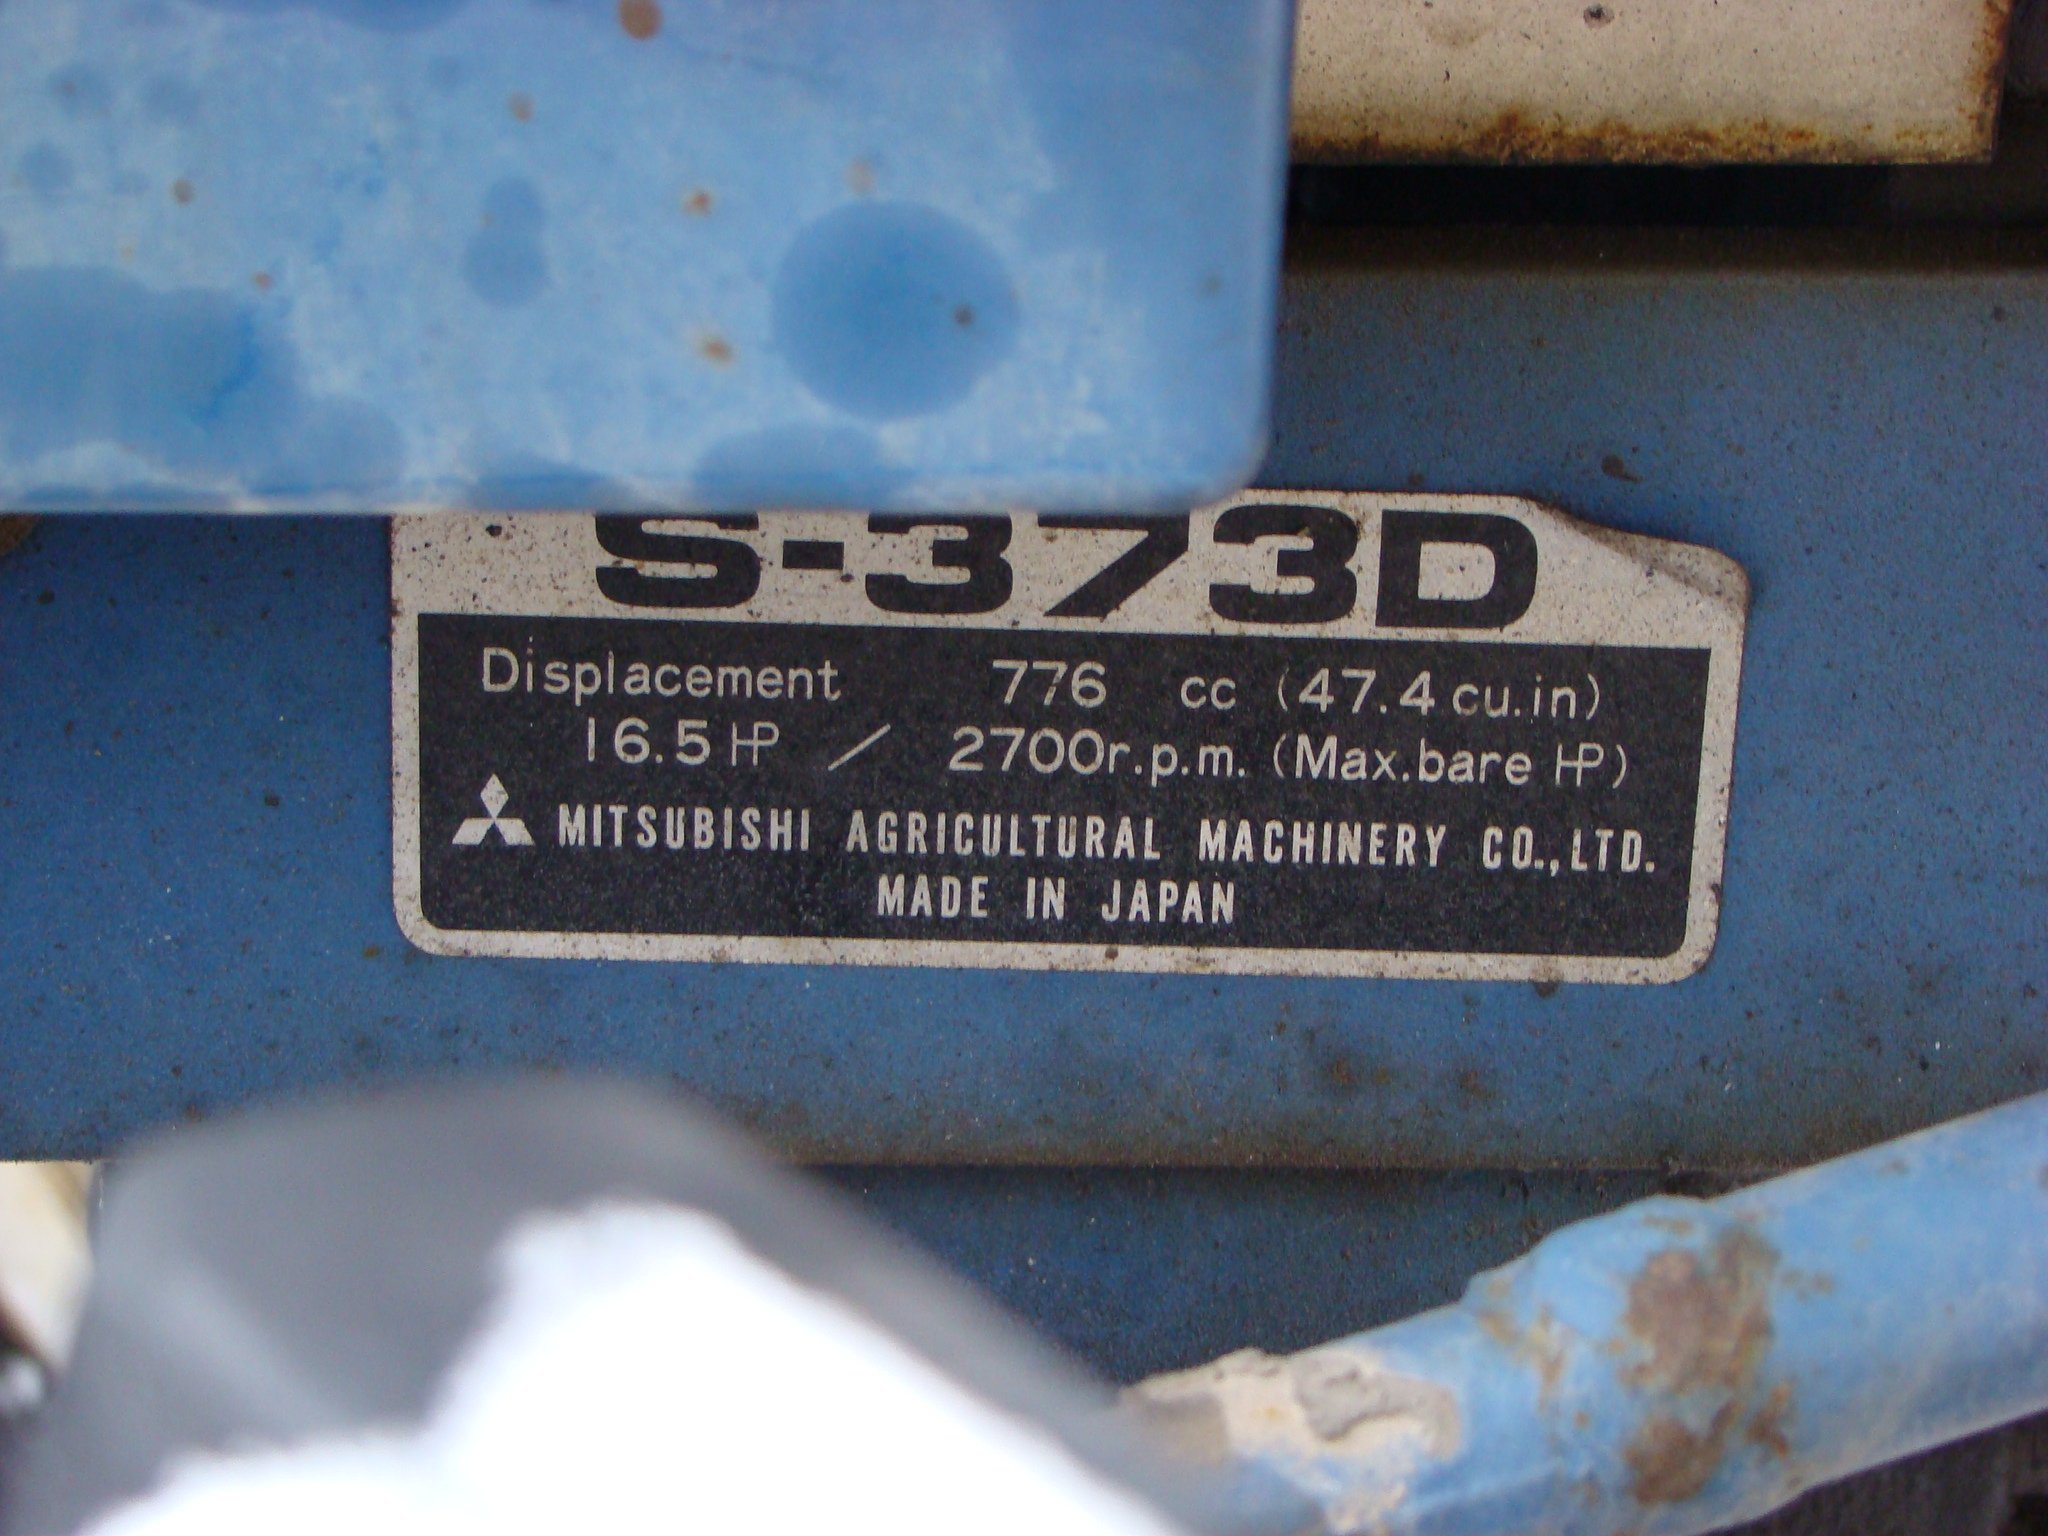 S-373D
Displacement 776 cc (47.4 cu.in)
16.5 HP / 2700r.p.m. (Max.bare HP)
MITSUBISHI AGRICULTURAL MACHINERY CO.,LTD.
MADE IN JAPAN